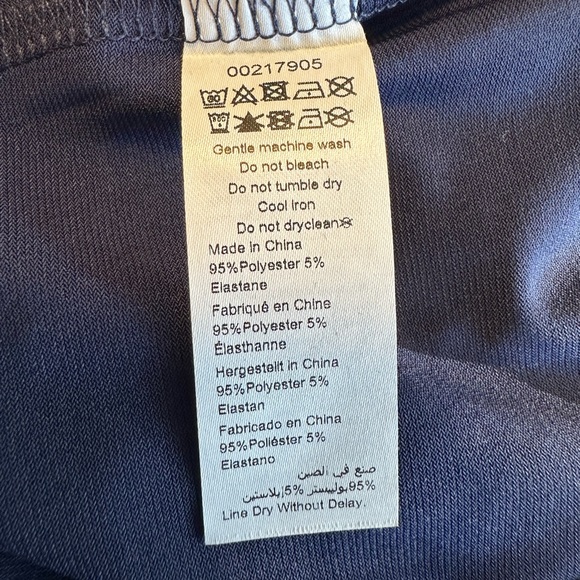 00217905
Gentle machine wash
Do not bleach
Do not tumble dry
Cool Iron
Do not dryclean
Made in China
95%Polyester 5%
Elastane
Fabriqué en Chine
95%Polyester 5%
Élasthanne
Hergestellt in China
95%Polyester 5%
Elastan
Fabricado en China
95%Poliéster 5%
Elastano
صنع في الصين
95%بوليستر 5%إيلاستين
Line Dry Without Delay.